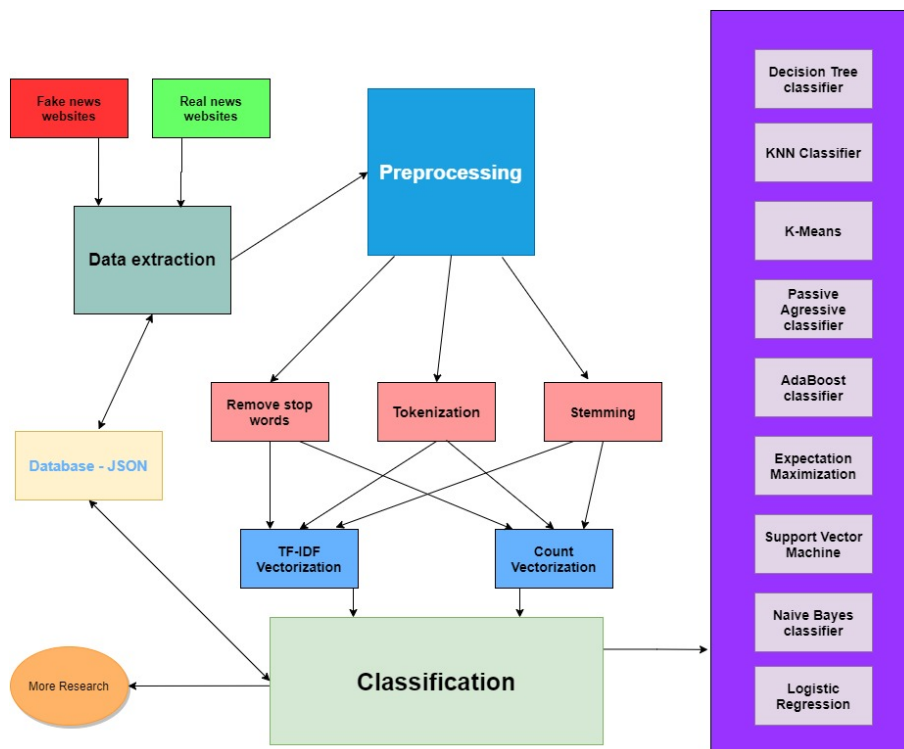 Fake news
websites
Real news
websites
Preprocessing
Data extraction
Remove stop
words
Tokenization
Stemming
Database - JSON
TF-IDF
Vectorization
Count
Vectorization
Classification
More Research
Decision Tree
classifier
KNN Classifier
K-Means
Passive
Agressive
classifier
AdaBoost
classifier
Expectation
Maximization
Support Vector
Machine
Naive Bayes
classifier
Logistic
Regression